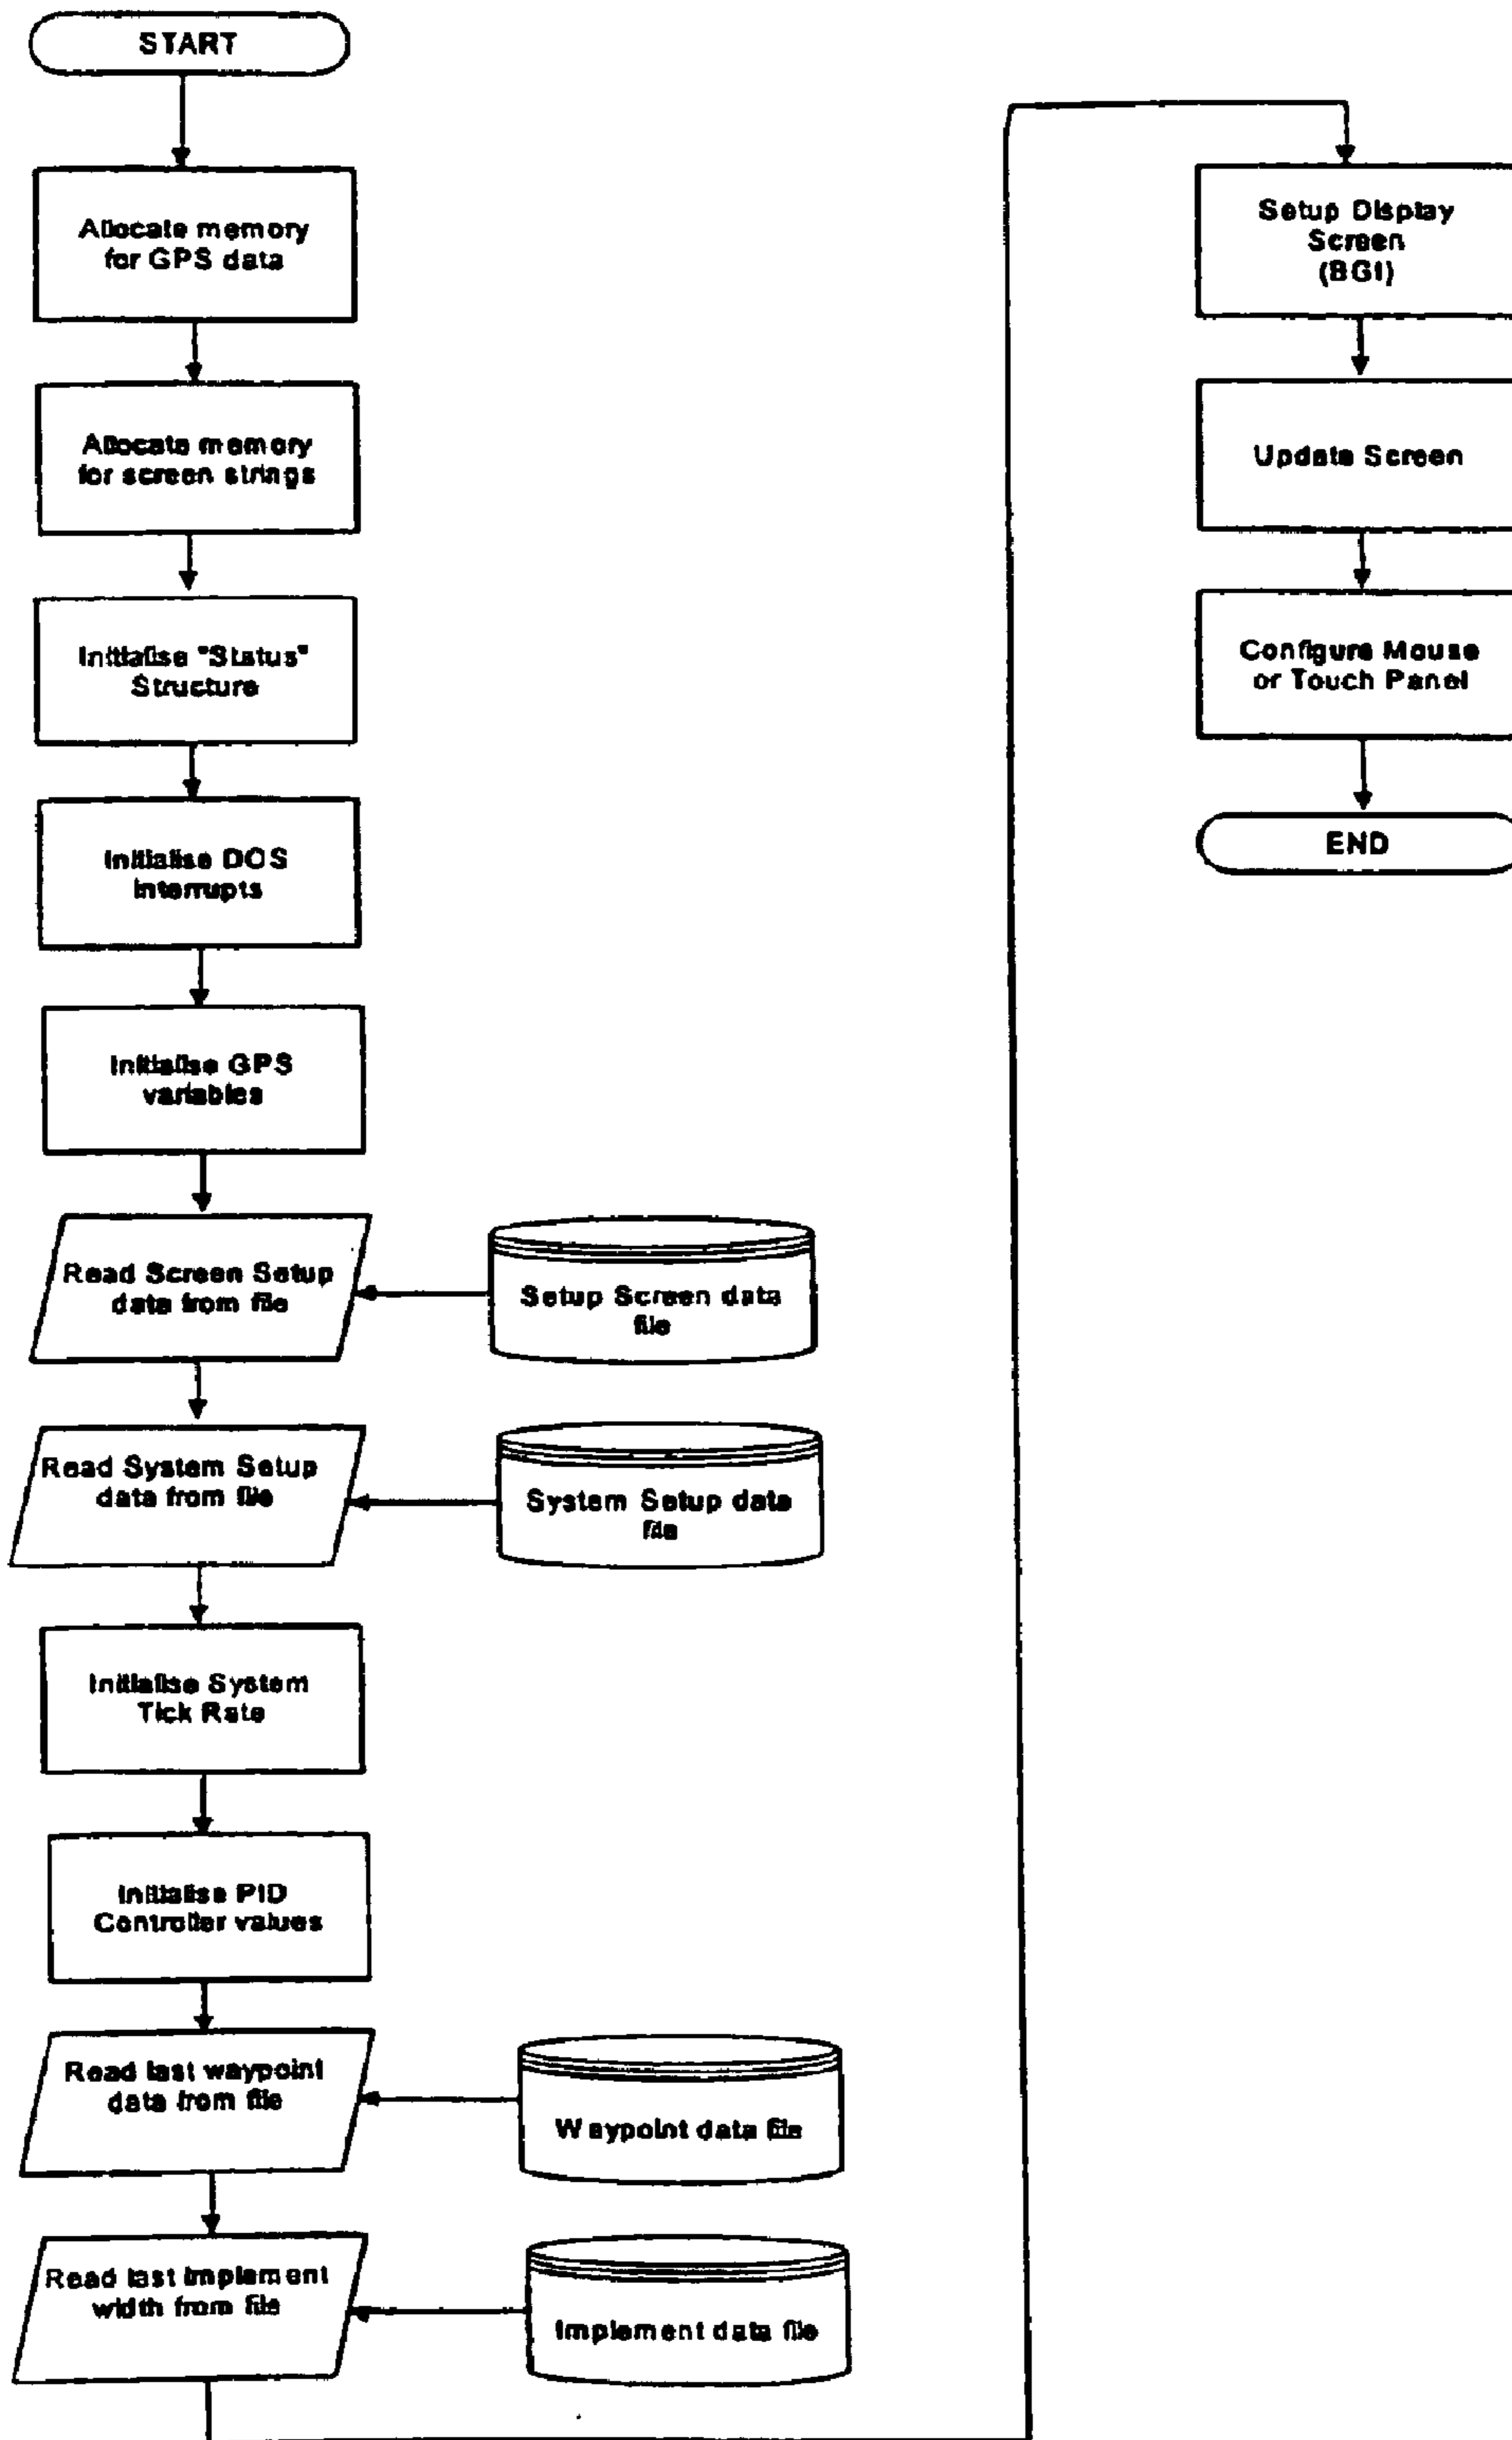 START
Allocate memory
for GPS data
Allocate memory
for screen strings
Initialise "Status"
Structure
Initialise DOS
interrupts
Initialise GPS
variables
Read Screen Setup
data from file
Setup Screen data
file
Read System Setup
data from file
System Setup data
file
Initialise System
Tick Rate
Initialise PID
Controller values
Read last waypoint
data from file
Waypoint data file
Read last implement
width from file
Implement data file
Setup Display
Screen
(BGI)
Update Screen
Configure Mouse
or Touch Panel
END